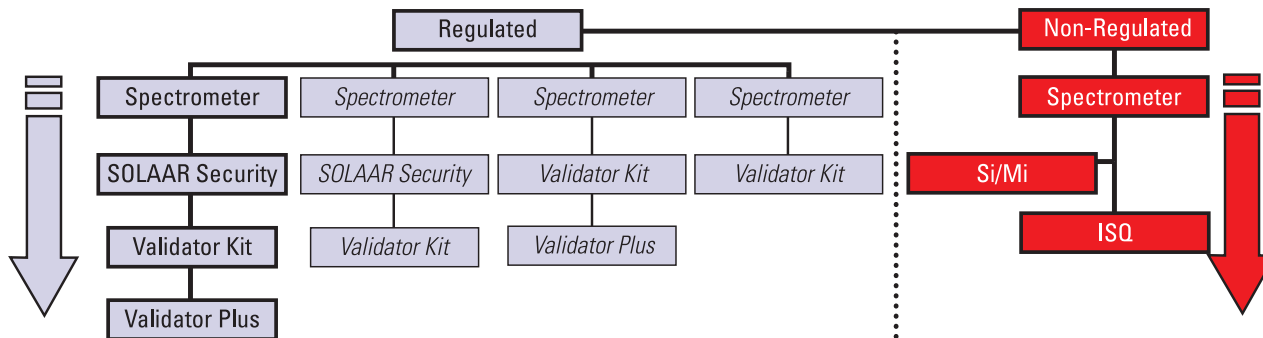 Regulated
Non-Regulated
Spectrometer
Spectrometer
Spectrometer
Spectrometer
Spectrometer
SOLAAR Security
SOLAAR Security
Validator Kit
Validator Kit
Si/Mi
Validator Kit
Validator Kit
Validator Plus
ISQ
Validator Plus